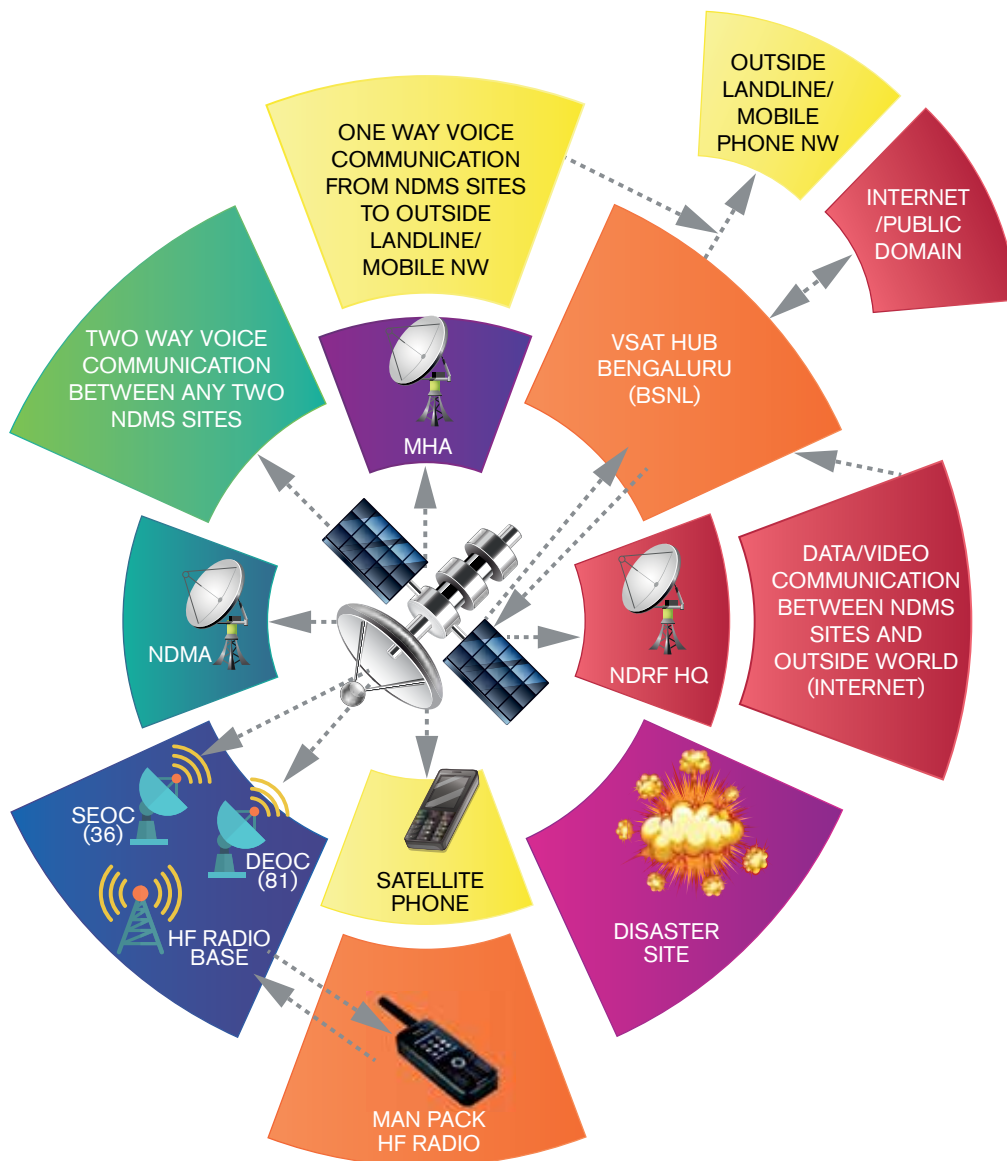 OUTSIDE
LANDLINE/
MOBILE
PHONE NW
ONE WAY VOICE
COMMUNICATION
FROM NDMS SITES
TO OUTSIDE
LANDLINE/
MOBILE NW
INTERNET
/PUBLIC
DOMAIN
TWO WAY VOICE
COMMUNICATION
BETWEEN ANY TWO
NDMS SITES
VSAT HUB
BENGALURU
(BSNL)
MHA
DATA/VIDEO
COMMUNICATION
BETWEEN NDMS
SITES AND
OUTSIDE WORLD
(INTERNET)
NDMA
NDRF HQ
SEOC
(36)
DEOC
(81)
HF RADIO
BASE
SATELLITE
PHONE
DISASTER
SITE
MAN PACK
HF RADIO